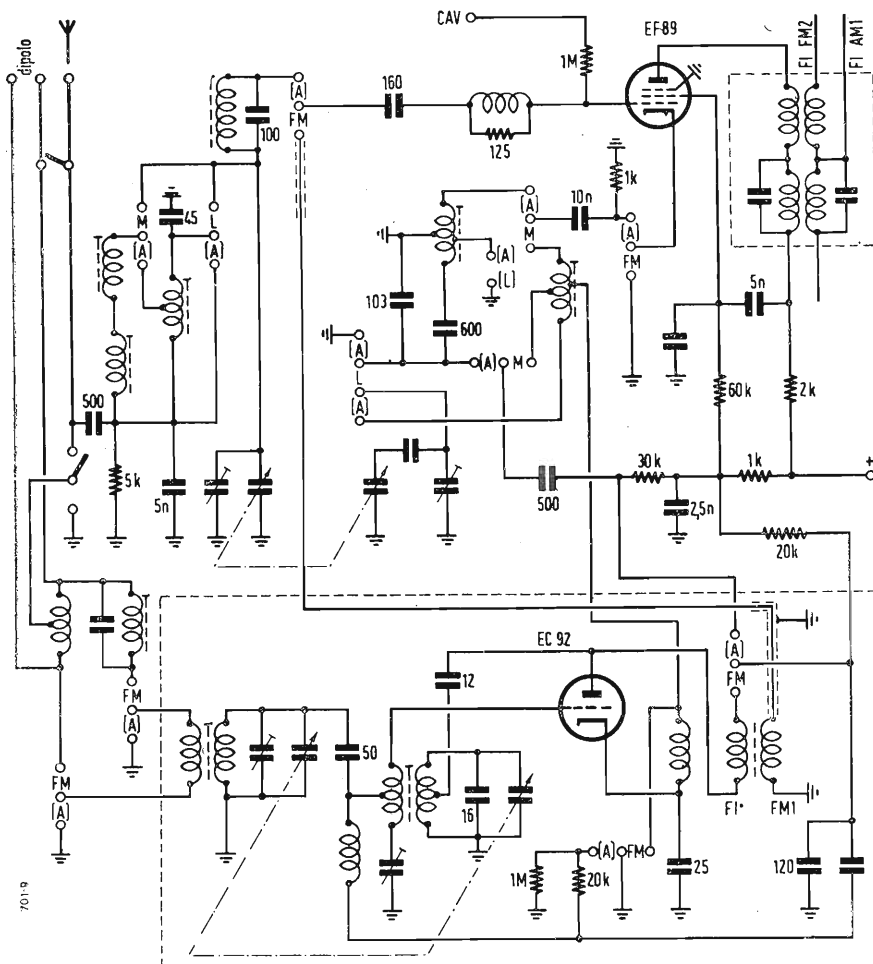 CAV
EF 89
dipolo
1M
FI FM2
FI AM1
160
(A)
FM
100
125
M
45
L
(A)
(A)
1k
10n
(A)
M
(A)
FM
(A)
(L)
103
600
5n
(A)
L
(A)
(A)
M
60k
2k
500
5k
5n
500
30k
1k
+
2,5n
20k
EC 92
12
(A)
FM
FM
(A)
50
FM
(A)
16
FI
FM1
(A)
FM
1M
20k
25
120
701-9